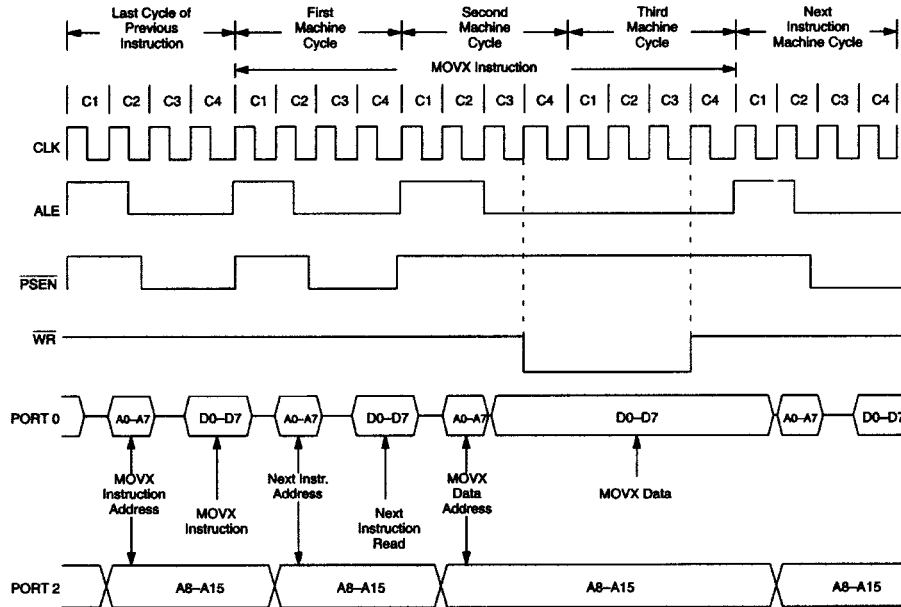 Last Cycle of Previous Instruction
First Machine Cycle
Second Machine Cycle
Third Machine Cycle
Next Instruction Machine Cycle
MOVX Instruction
C1 C2 C3 C4 C1 C2 C3 C4 C1 C2 C3 C4 C1 C2 C3 C4 C1 C2 C3 C4
CLK
ALE
PSEN
WR
PORT 0 A0–A7 D0–D7 A0–A7 D0–D7 A0–A7 D0–D7 A0–A7 D0–D7
MOVX Instruction Address
MOVX Instruction
Next Instr. Address
Next Instruction Read
MOVX Data Address
MOVX Data
PORT 2 A8–A15 A8–A15 A8–A15 A8–A15